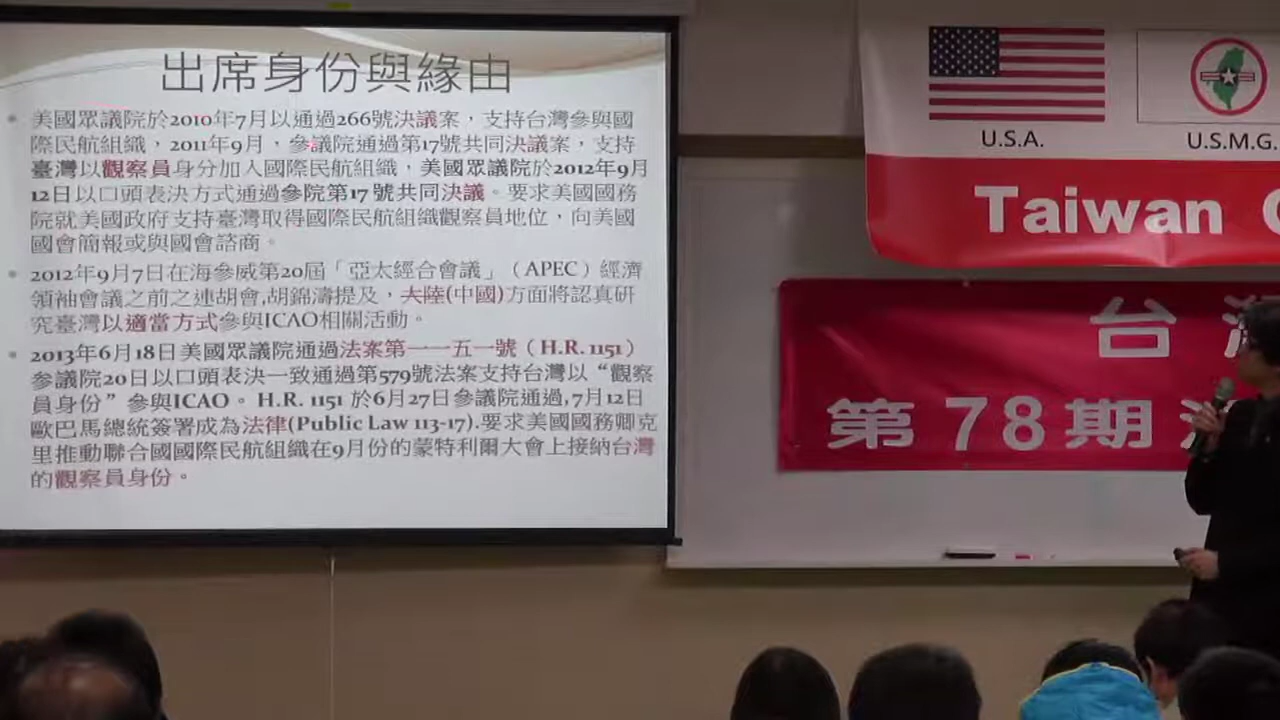 出席身份與緣由
美國眾議院於2010年7月以通過266號決議案，支持台灣參與國
際民航組織，2011年9月，參議院通過第17號共同決議案，支持
臺灣以觀察員身分加入國際民航組織，美國眾議院於2012年9月
12日以口頭表決方式通過參院第17 號共同決議。要求美國國務
院就美國政府支持臺灣取得國際民航組織觀察員地位，向美國
國會簡報或與國會諮商。
2012年9月7日在海參威第20屆「亞太經合會議」（APEC）經濟
領袖會議之前之連胡會,胡錦濤提及，大陸(中國)方面將認真研
究臺灣以適當方式參與ICAO相關活動。
2013年6月18日美國眾議院通過法案第一一五一號（H.R. 1151）
參議院20日以口頭表決一致通過第579號法案支持台灣以“觀察
員身份”參與ICAO。H.R. 1151 於6月27日參議院通過,7月12日
歐巴馬總統簽署成為法律(Public Law 113-17).要求美國國務卿克
里推動聯合國國際民航組織在9月份的蒙特利爾大會上接納台灣
的觀察員身份。
U.S.A.
U.S.M.G.
Taiwan
台
第78期